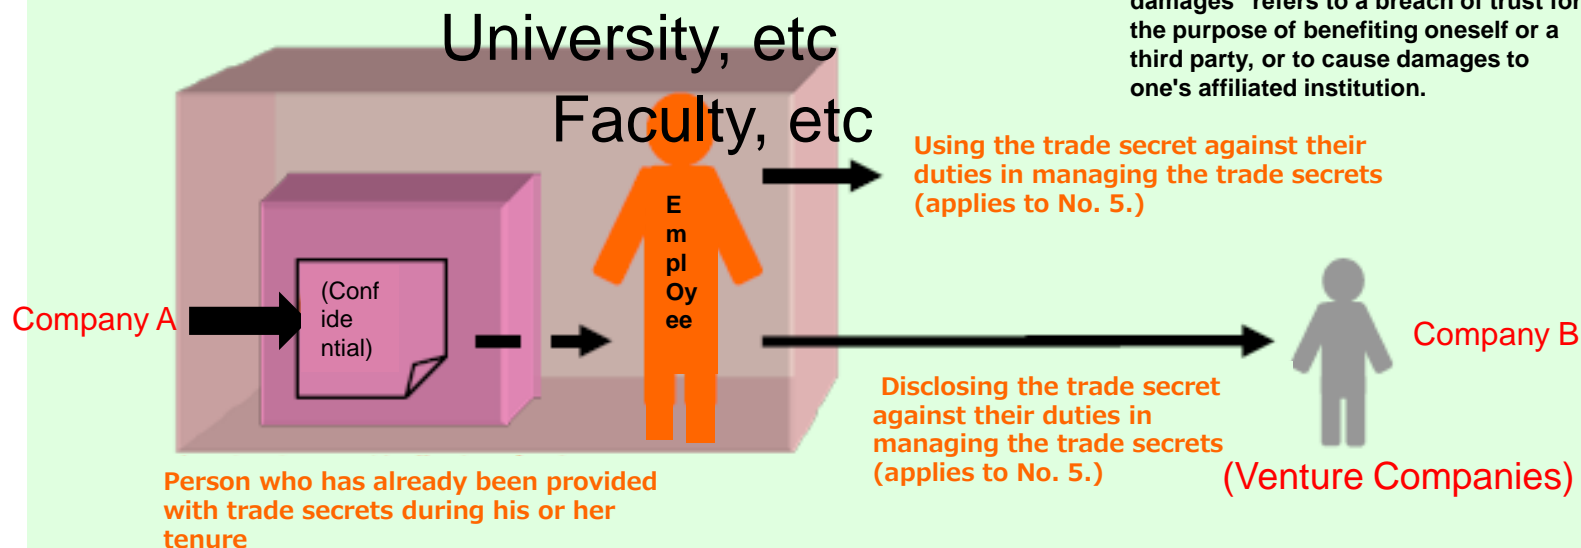 damages" refers to a breach of trust for
the purpose of benefiting oneself or a
third party, or to cause damages to
one's affiliated institution.
University, etc
Faculty, etc
Using the trade secret against their
duties in managing the trade secrets
(applies to No. 5.)
E
m
pl
Oy
ee
(Conf
ide
ntial)
Company A
Company B
Disclosing the trade secret
against their duties in
managing the trade secrets
(applies to No. 5.)
(Venture Companies)
Person who has already been provided
with trade secrets during his or her
tenure